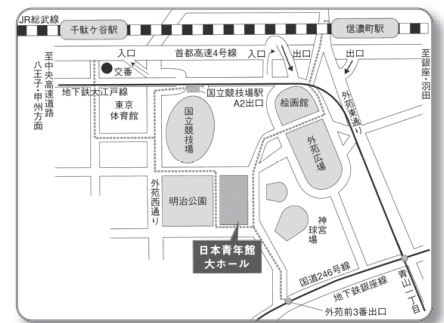 JR総武線
千駄ケ谷駅
信濃町駅
入口
首都高速4号線
入口
出口
出口
至中央高速道路
八王子・甲州方面
交番
地下鉄大江戸線
国立競技場駅
A2出口
東京
体育館
国立競技場
絵画館
外苑東通り
至銀座・羽田
外苑広場
外苑西通り
明治公園
神宮
球場
日本青年館
大ホール
国道246号線
地下鉄銀座線
青山一丁目
外苑前3番出口